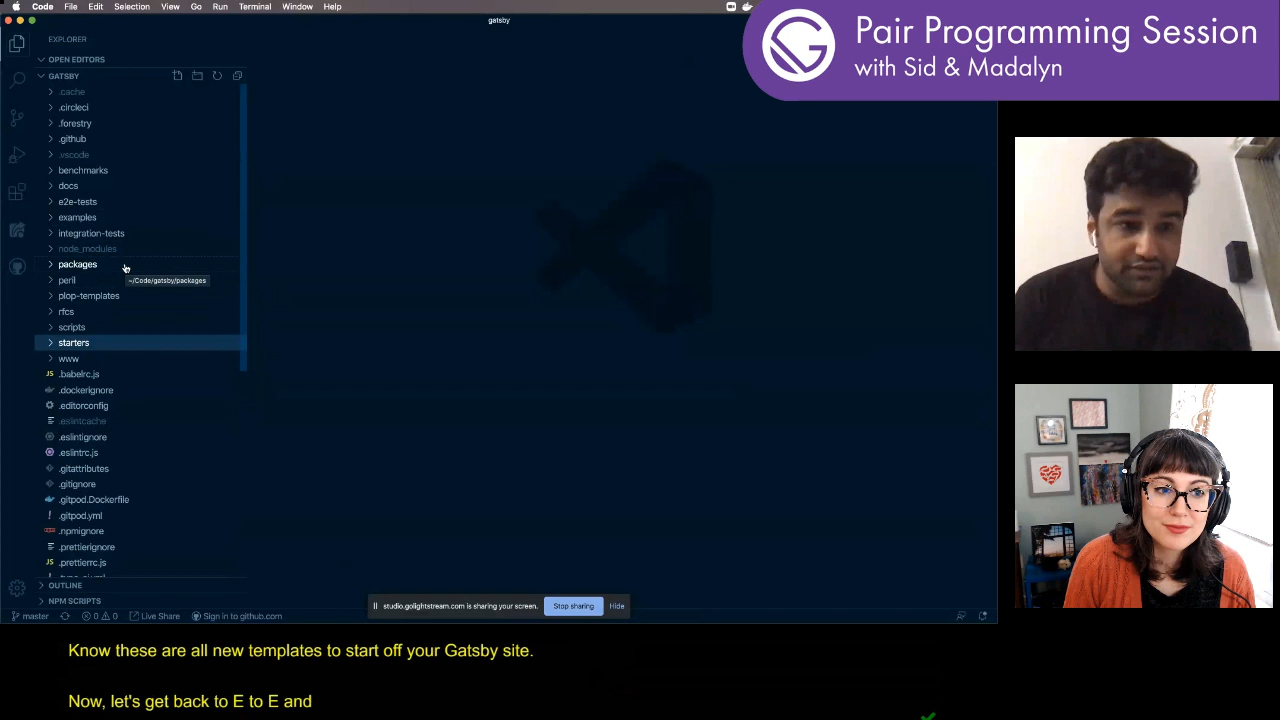 Code File Edit Selection View Go Run Terminal Window Help
gatsby
Pair Programming Session
with Sid & Madalyn
EXPLORER
OPEN EDITORS
GATSBY
.cache
.circleci
.forestry
.github
.vscode
benchmarks
docs
e2e-tests
examples
integration-tests
node_modules
packages
~/Code/gatsby/packages
peril
plop-templates
rfcs
scripts
starters
www
JS .babelrc.js
.dockerignore
.editorconfig
.eslintcache
.eslintignore
.eslintrc.js
.gitattributes
.gitignore
.gitpod.Dockerfile
! .gitpod.yml
.npmignore
.prettierignore
JS .prettierrc.js
OUTLINE
NPM SCRIPTS
studio.golightstream.com is sharing your screen. Stop sharing Hide
master 0 0 Live Share Sign in to github.com
Know these are all new templates to start off your Gatsby site.
Now, let's get back to E to E and